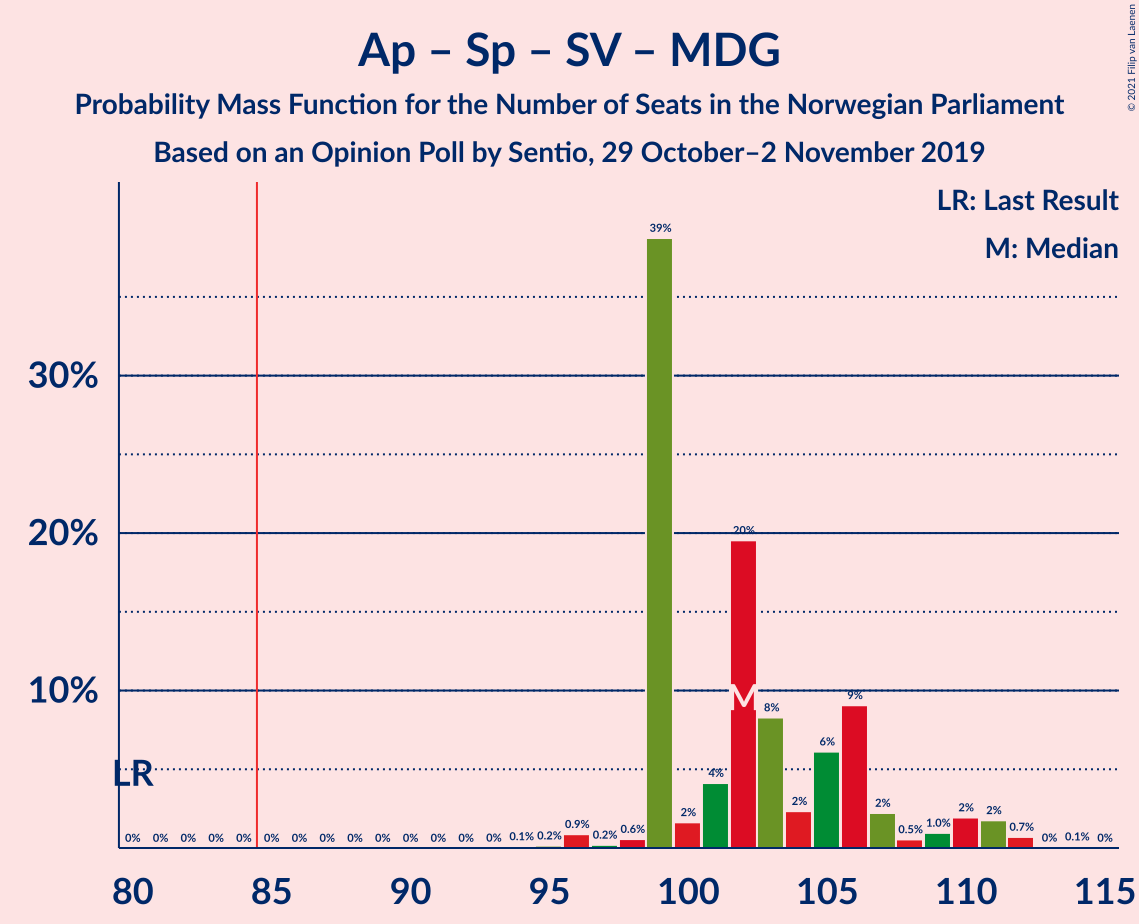 Ap – Sp – SV – MDG
Probability Mass Function for the Number of Seats in the Norwegian Parliament
Based on an Opinion Poll by Sentio, 29 October–2 November 2019
© 2021 Filip van Laenen
LR: Last Result
M: Median
39%
30%
20%
20%
10%
9%
M
8%
6%
4%
LR
2% 2% 2% 2% 2%
0% 0% 0% 0% 0% 0% 0% 0% 0% 0% 0% 0% 0% 0% 0.1% 0.2% 0.9% 0.2% 0.6% 0.5% 1.0% 0.7% 0% 0.1% 0%
80 85 90 95 100 105 110 115